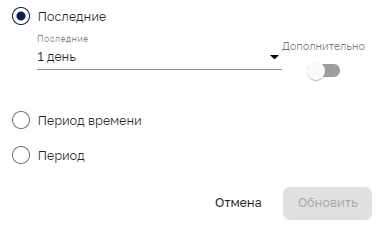 Последние
Последние
Дополнительно
1 день
Период времени
Период
Отмена
Обновить